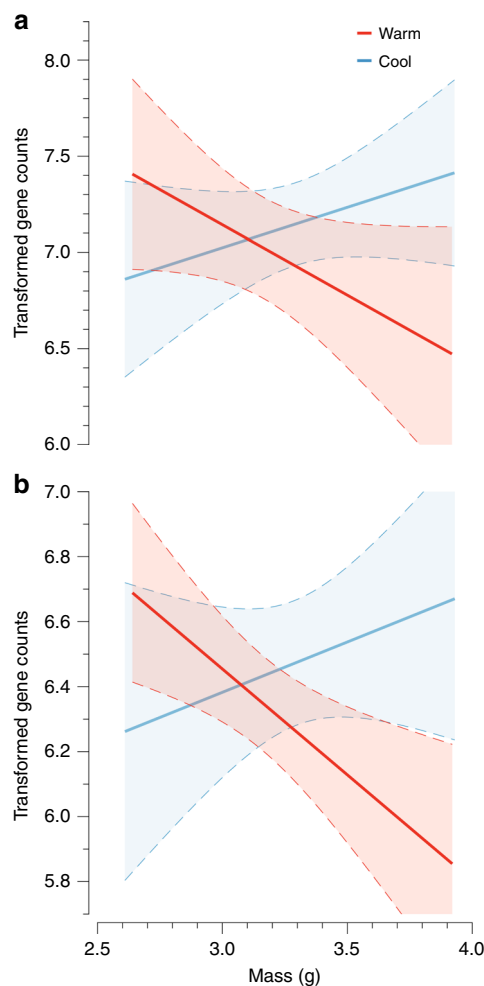 a
Warm
Cool
8.0
7.5
7.0
6.5
6.0
Transformed gene counts
b
7.0
6.8
6.6
6.4
6.2
6.0
5.8
Transformed gene counts
2.5 3.0 3.5 4.0
Mass (g)